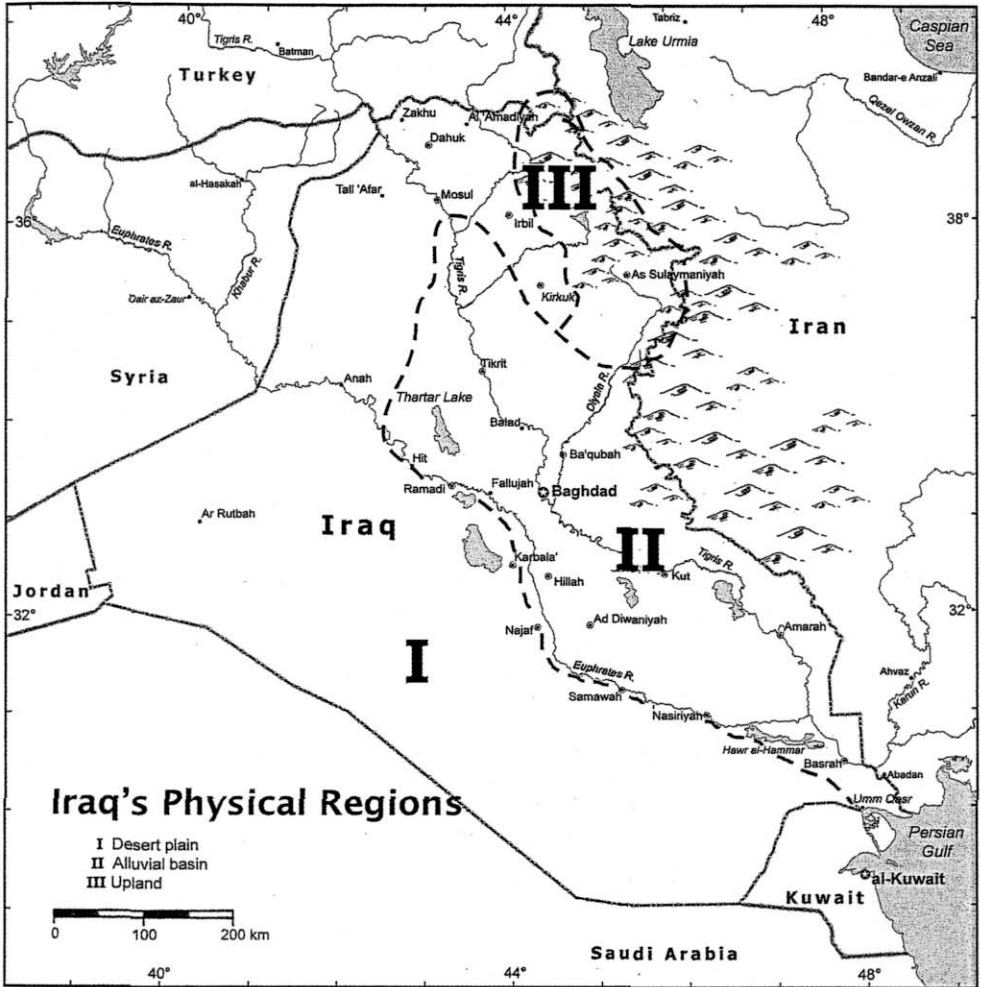 40°
44°
48°
Tabriz
Caspian
Sea
Tigris R.
Batman
Lake Urmia
Turkey
Bandar-e Anzali
Qezel Owzan R.
Zakhu
Al 'Amadiyah
Dahuk
al-Hasakah
III
Tall 'Afar
Mosul
36°
38°
Irbil
Euphrates R.
Khabur R.
Tigris R.
As Sulaymaniyah
Kirkuk
Dair az-Zaur
Iran
Syria
Tikrit
Diyala R.
Anah
Thartar Lake
Balad
Ba'qubah
Hit
Ramadi
Fallujah
Baghdad
Ar Rutbah
Iraq
II
Karbala'
Tigris R.
Hillah
Kut
Jordan
32°
32°
Najaf
Ad Diwaniyah
Amarah
I
Euphrates R.
Ahvaz
Karun R.
Samawah
Nasiriyah
Hawr al-Hammar
Basrah
Abadan
Iraq's Physical Regions
Umm Qasr
Persian
Gulf
I Desert plain
II Alluvial basin
III Upland
al-Kuwait
Kuwait
0 100 200 km
Saudi Arabia
40°
44°
48°